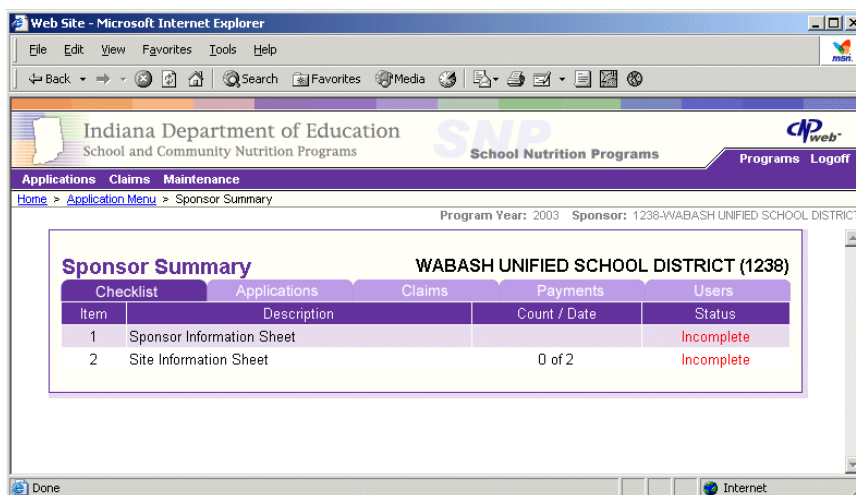 Web Site - Microsoft Internet Explorer
File Edit View Favorites Tools Help
msn.
Back Search Favorites Media
Indiana Department of Education
School and Community Nutrition Programs
SNP
School Nutrition Programs
CNPweb
Programs Logoff
Applications Claims Maintenance
Home > Application Menu > Sponsor Summary
Program Year: 2003 Sponsor: 1238-WABASH UNIFIED SCHOOL DISTRICT
Sponsor Summary WABASH UNIFIED SCHOOL DISTRICT (1238)
Checklist Applications Claims Payments Users
Item Description Count / Date Status
1 Sponsor Information Sheet Incomplete
2 Site Information Sheet 0 of 2 Incomplete
Done Internet